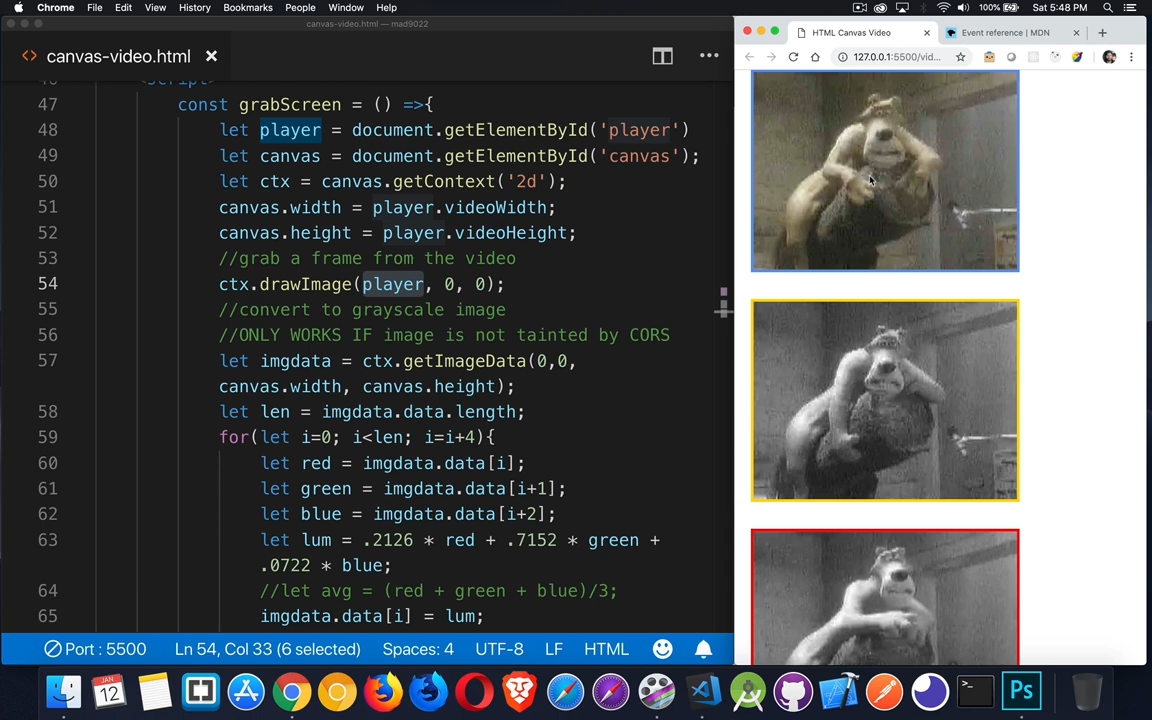 Chrome File Edit View History Bookmarks People Window Help 100% Sat 5:48 PM
canvas-video.html — mad9022
canvas-video.html
47 const grabScreen = () =>{
48 let player = document.getElementById('player')
49 let canvas = document.getElementById('canvas');
50 let ctx = canvas.getContext('2d');
51 canvas.width = player.videoWidth;
52 canvas.height = player.videoHeight;
53 //grab a frame from the video
54 ctx.drawImage(player, 0, 0);
55 //convert to grayscale image
56 //ONLY WORKS IF image is not tainted by CORS
57 let imgdata = ctx.getImageData(0,0,
canvas.width, canvas.height);
58 let len = imgdata.data.length;
59 for(let i=0; i<len; i=i+4){
60 let red = imgdata.data[i];
61 let green = imgdata.data[i+1];
62 let blue = imgdata.data[i+2];
63 let lum = .2126 * red + .7152 * green +
.0722 * blue;
64 //let avg = (red + green + blue)/3;
65 imgdata.data[i] = lum;
Port : 5500 Ln 54, Col 33 (6 selected) Spaces: 4 UTF-8 LF HTML
HTML Canvas Video
Event reference | MDN
127.0.0.1:5500/vid...
JAN
12
>_
Ps